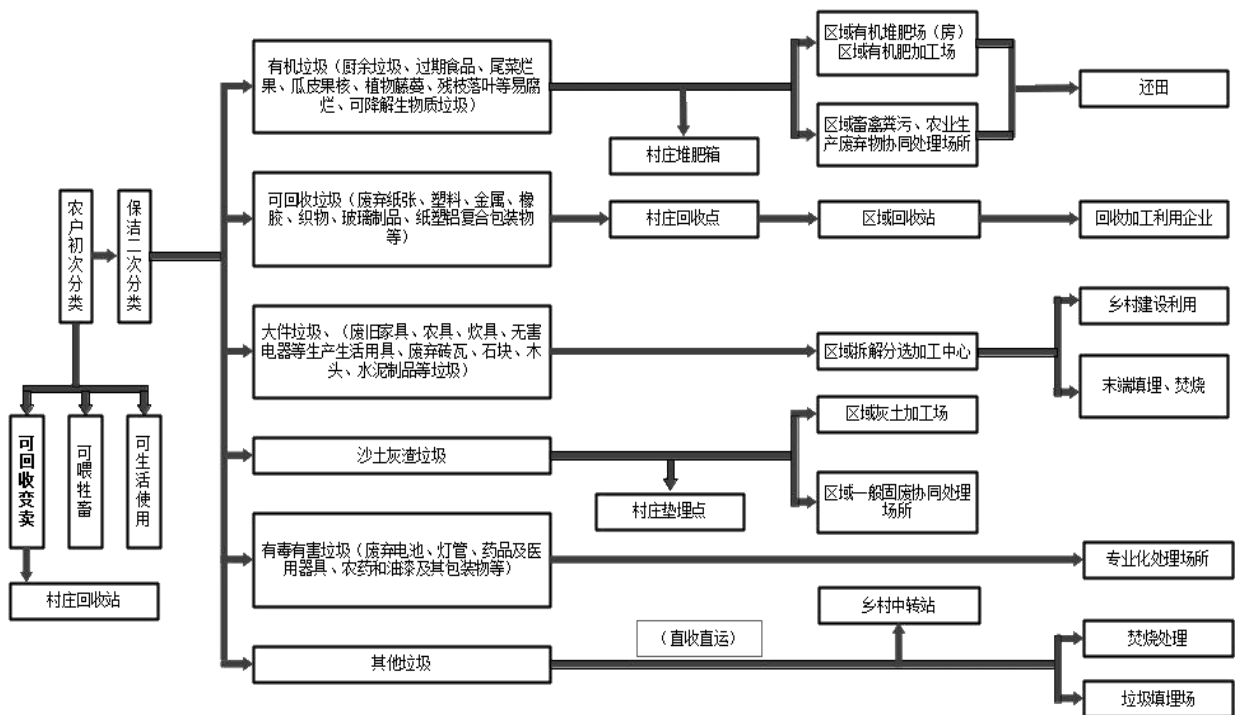 农户初次分类
保洁二次分类
可回收变卖
可喂牲畜
可生活使用
村庄回收站
有机垃圾（厨余垃圾、过期食品、尾菜烂
果、瓜皮果核、植物藤蔓、残枝落叶等易腐
烂、可降解生物质垃圾）
村庄堆肥箱
区域有机堆肥场（房）
区域有机肥加工场
区域畜禽粪污、农业生
产废弃物协同处理场所
还田
可回收垃圾（废弃纸张、塑料、金属、橡
胶、织物、玻璃制品、纸塑铝复合包装物
等）
村庄回收点
区域回收站
回收加工利用企业
大件垃圾、（废旧家具、农具、炊具、无害
电器等生产生活用具、废弃砖瓦、石块、木
头、水泥制品等垃圾）
区域拆解分选加工中心
乡村建设利用
末端填埋、焚烧
沙土灰渣垃圾
村庄垫埋点
区域灰土加工场
区域一般固废协同处理
场所
有毒有害垃圾（废弃电池、灯管、药品及医
用器具、农药和油漆及其包装物等）
专业化处理场所
其他垃圾
（直收直运）
乡村中转站
焚烧处理
垃圾填埋场